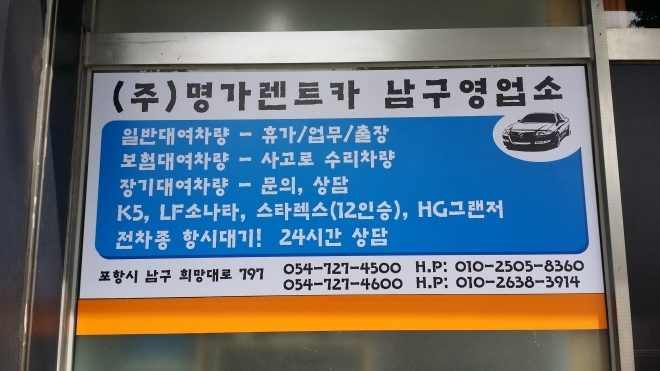 (주)명가렌트카 남구영업소
일반대여차량 - 휴가/업무/출장
보험대여차량 - 사고로 수리차량
장기대여차량 - 문의, 상담
K5, LF소나타, 스타렉스(12인승), HG그랜저
전차종 항시대기! 24시간 상담
포항시 남구 희망대로 797 054-727-4500 H.P: 010-2505-8360
054-727-4600 H.P: 010-2638-3914